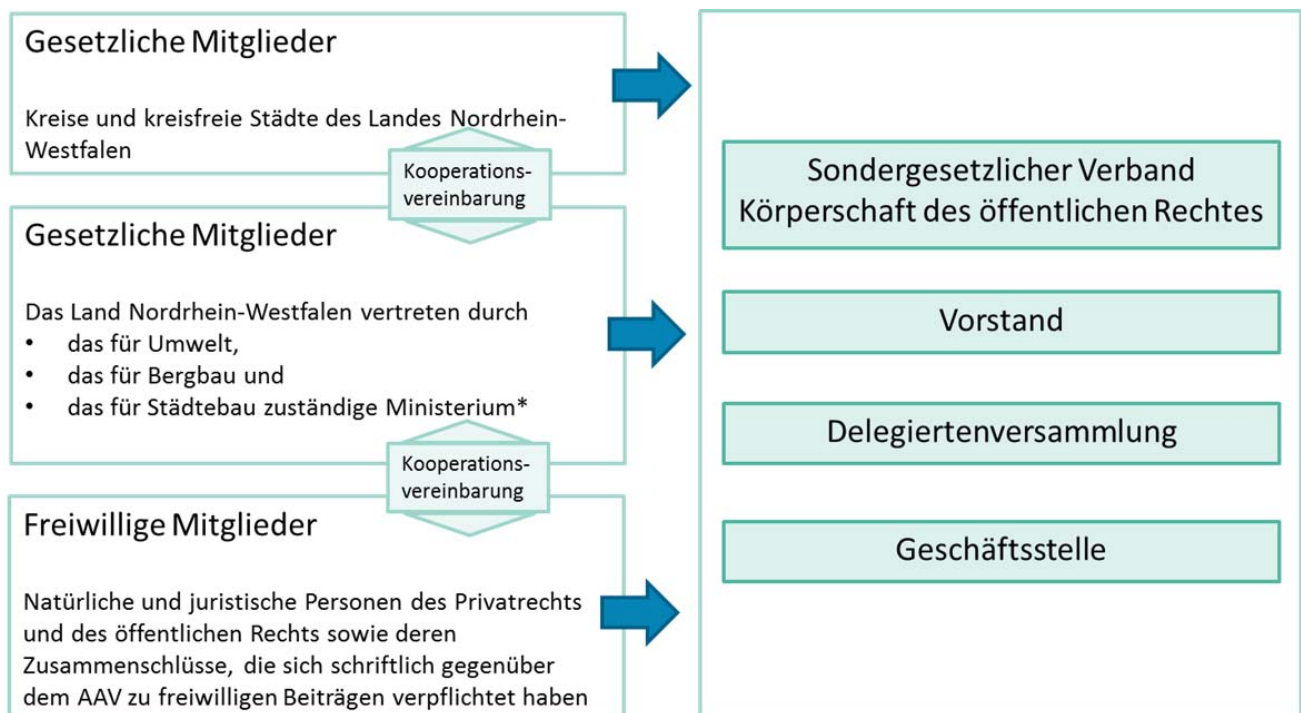 Gesetzliche Mitglieder
Kreise und kreisfreie Städte des Landes Nordrhein-
Westfalen
Kooperations-
vereinbarung
Gesetzliche Mitglieder
Das Land Nordrhein-Westfalen vertreten durch
• das für Umwelt,
• das für Bergbau und
• das für Städtebau zuständige Ministerium*
Kooperations-
vereinbarung
Freiwillige Mitglieder
Natürliche und juristische Personen des Privatrechts
und des öffentlichen Rechts sowie deren
Zusammenschlüsse, die sich schriftlich gegenüber
dem AAV zu freiwilligen Beiträgen verpflichtet haben
Sondergesetzlicher Verband
Körperschaft des öffentlichen Rechtes
Vorstand
Delegiertenversammlung
Geschäftsstelle